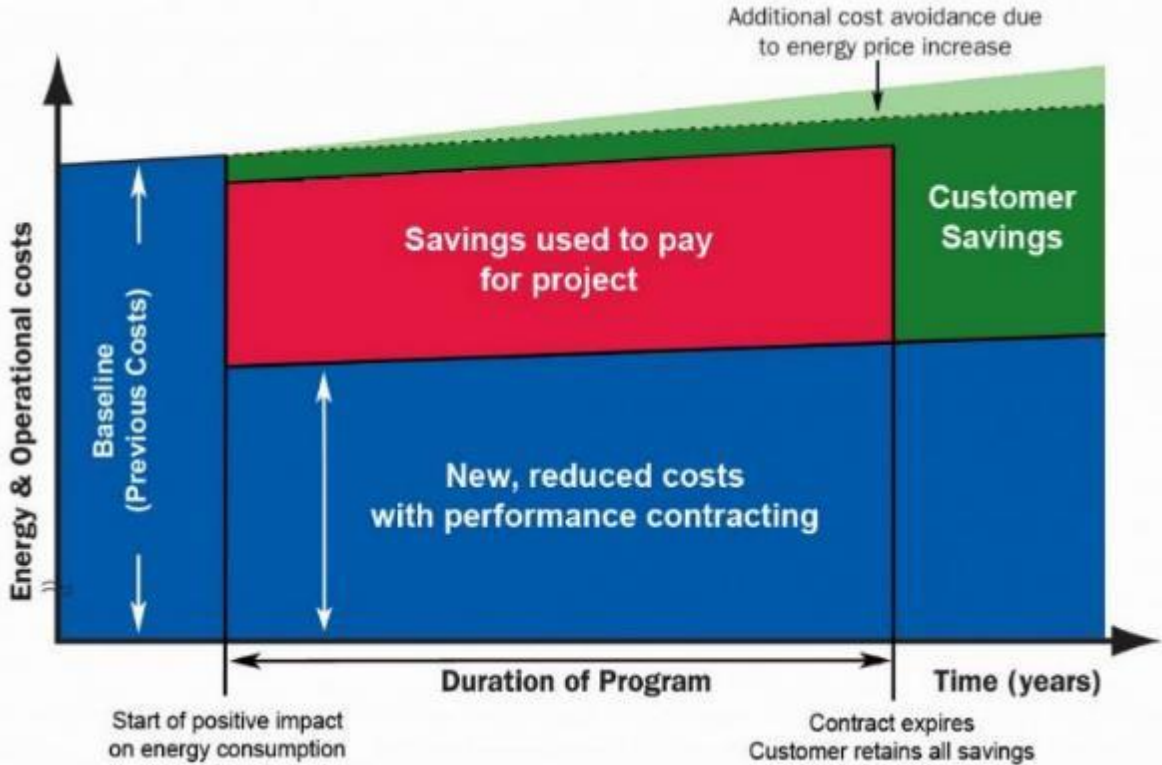 Additional cost avoidance due
to energy price increase
Energy & Operational costs
Baseline
(Previous Costs)
Savings used to pay
for project
Customer
Savings
New, reduced costs
with performance contracting
Duration of Program
Time (years)
Start of positive impact
on energy consumption
Contract expires
Customer retains all savings